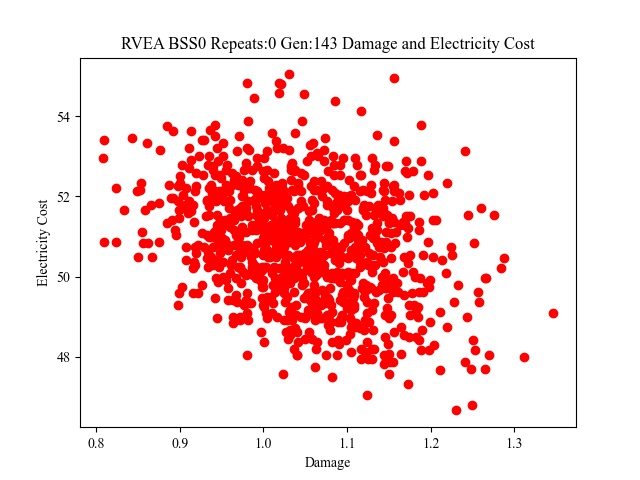 RVEA BSS0 Repeats:0 Gen:143 Damage and Electricity Cost
54
52
50
48
Electricity Cost
0.8 0.9 1.0 1.1 1.2 1.3
Damage